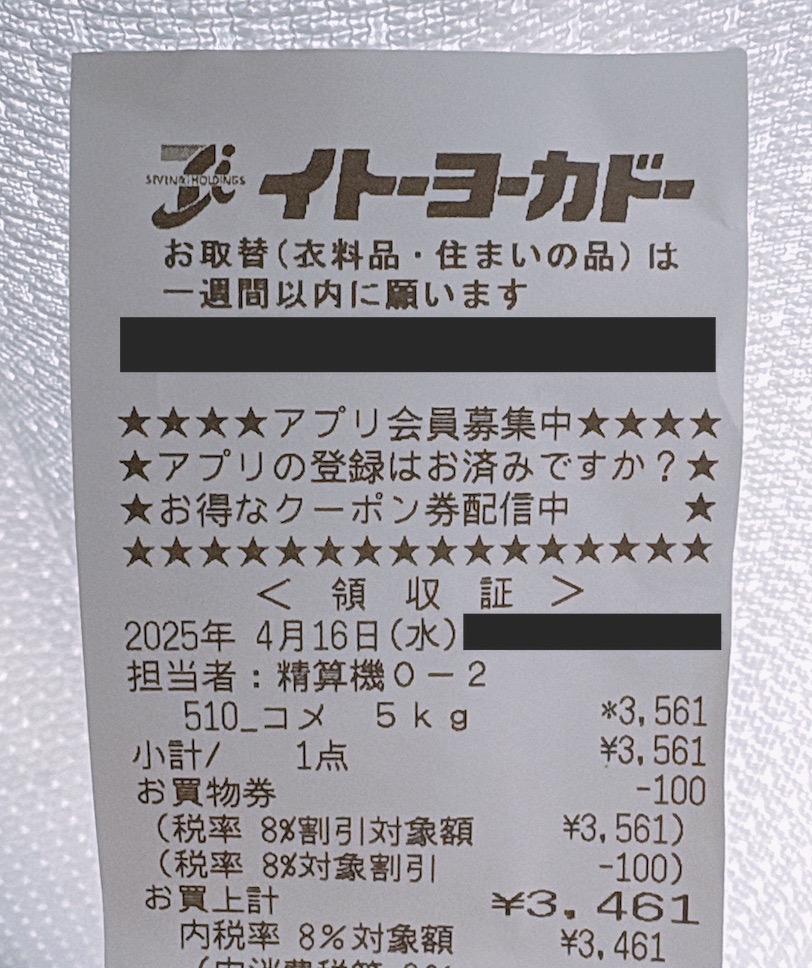 SEVEN & i HOLDINGS
イトーヨーカドー
お取替(衣料品・住まいの品)は
一週間以内に願います
★★★★アプリ会員募集中★★★★
★アプリの登録はお済みですか?★
★お得なクーポン券配信中 ★
★★★★★★★★★★★★★★★★
< 領 収 証 >
2025年 4月16日(水)
担当者:精算機0-2
510_コメ 5kg *3,561
小計/ 1点 ¥3,561
お買物券 -100
(税率 8%割引対象額 ¥3,561)
(税率 8%対象割引 -100)
お買上計 ¥3,461
内税率 8%対象額 ¥3,461